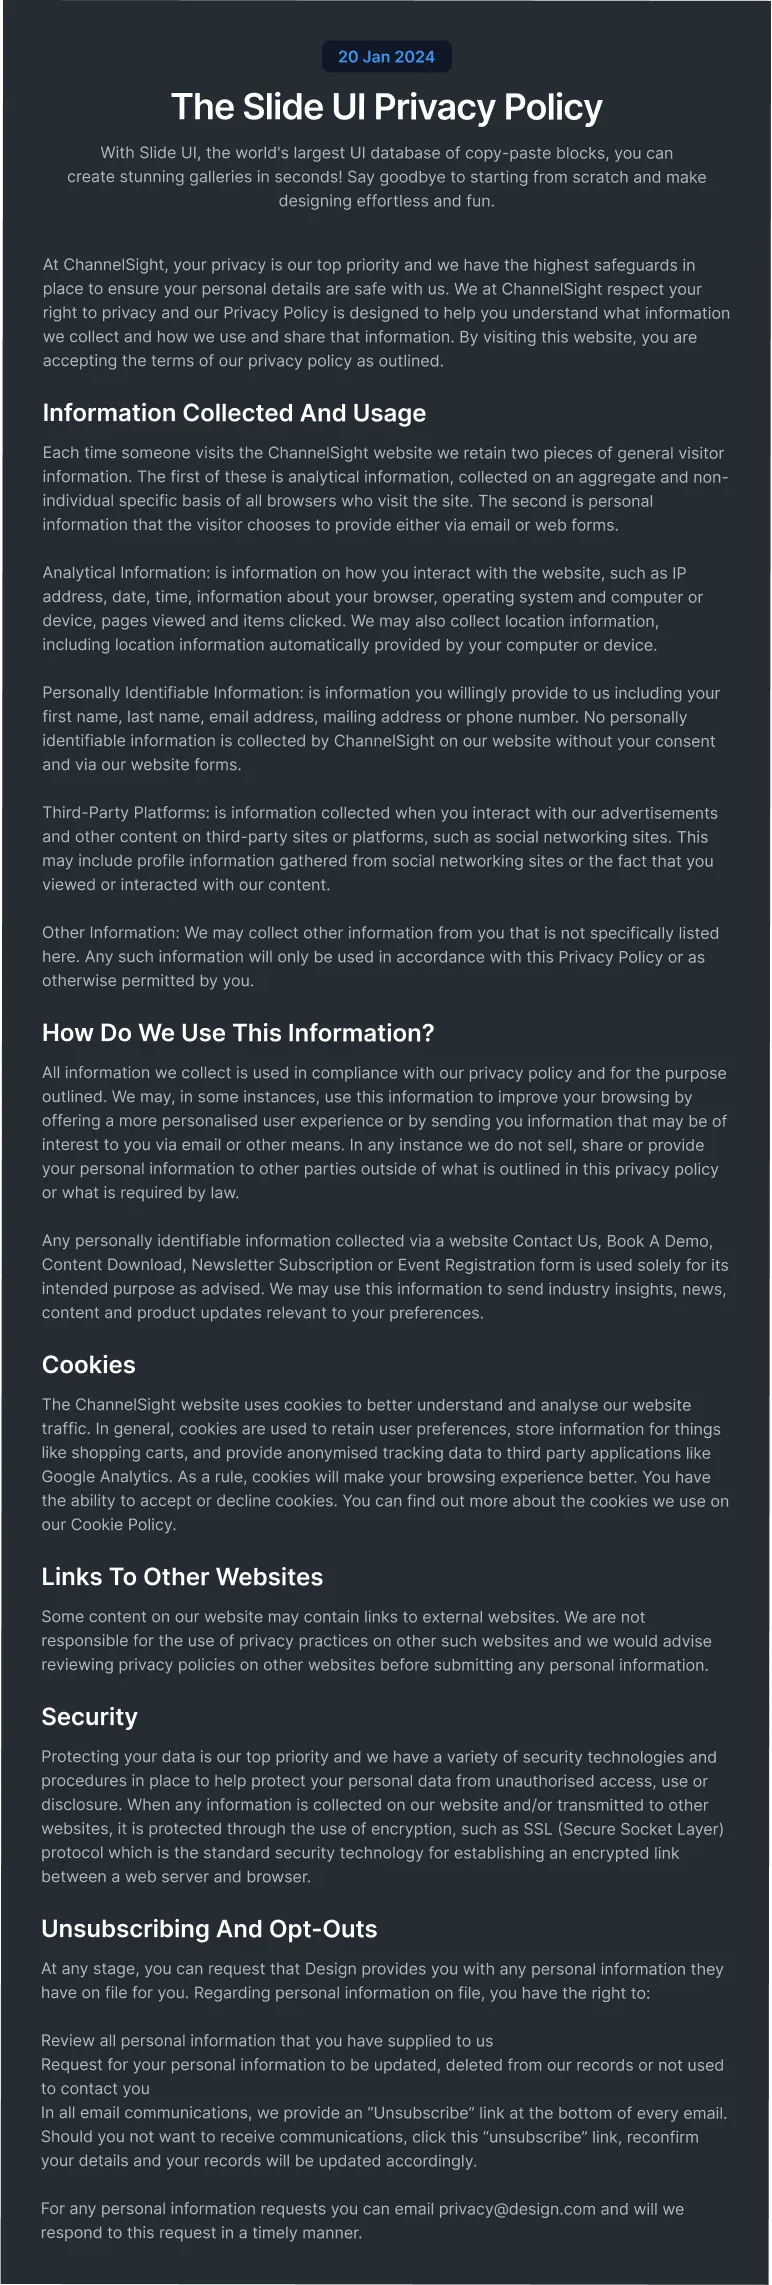 20 Jan 2024
The Slide UI Privacy Policy
With Slide UI, the world's largest UI database of copy-paste blocks, you can
create stunning galleries in seconds! Say goodbye to starting from scratch and make
designing effortless and fun.
At ChannelSight, your privacy is our top priority and we have the highest safeguards in
place to ensure your personal details are safe with us. We at ChannelSight respect your
right to privacy and our Privacy Policy is designed to help you understand what information
we collect and how we use and share that information. By visiting this website, you are
accepting the terms of our privacy policy as outlined.
Information Collected And Usage
Each time someone visits the ChannelSight website we retain two pieces of general visitor
information. The first of these is analytical information, collected on an aggregate and non-
individual specific basis of all browsers who visit the site. The second is personal
information that the visitor chooses to provide either via email or web forms.
Analytical Information: is information on how you interact with the website, such as IP
address, date, time, information about your browser, operating system and computer or
device, pages viewed and items clicked. We may also collect location information,
including location information automatically provided by your computer or device.
Personally Identifiable Information: is information you willingly provide to us including your
first name, last name, email address, mailing address or phone number. No personally
identifiable information is collected by ChannelSight on our website without your consent
and via our website forms.
Third-Party Platforms: is information collected when you interact with our advertisements
and other content on third-party sites or platforms, such as social networking sites. This
may include profile information gathered from social networking sites or the fact that you
viewed or interacted with our content.
Other Information: We may collect other information from you that is not specifically listed
here. Any such information will only be used in accordance with this Privacy Policy or as
otherwise permitted by you.
How Do We Use This Information?
All information we collect is used in compliance with our privacy policy and for the purpose
outlined. We may, in some instances, use this information to improve your browsing by
offering a more personalised user experience or by sending you information that may be of
interest to you via email or other means. In any instance we do not sell, share or provide
your personal information to other parties outside of what is outlined in this privacy policy
or what is required by law.
Any personally identifiable information collected via a website Contact Us, Book A Demo,
Content Download, Newsletter Subscription or Event Registration form is used solely for its
intended purpose as advised. We may use this information to send industry insights, news,
content and product updates relevant to your preferences.
Cookies
The ChannelSight website uses cookies to better understand and analyse our website
traffic. In general, cookies are used to retain user preferences, store information for things
like shopping carts, and provide anonymised tracking data to third party applications like
Google Analytics. As a rule, cookies will make your browsing experience better. You have
the ability to accept or decline cookies. You can find out more about the cookies we use on
our Cookie Policy.
Links To Other Websites
Some content on our website may contain links to external websites. We are not
responsible for the use of privacy practices on other such websites and we would advise
reviewing privacy policies on other websites before submitting any personal information.
Security
Protecting your data is our top priority and we have a variety of security technologies and
procedures in place to help protect your personal data from unauthorised access, use or
disclosure. When any information is collected on our website and/or transmitted to other
websites, it is protected through the use of encryption, such as SSL (Secure Socket Layer)
protocol which is the standard security technology for establishing an encrypted link
between a web server and browser.
Unsubscribing And Opt-Outs
At any stage, you can request that Design provides you with any personal information they
have on file for you. Regarding personal information on file, you have the right to:
Review all personal information that you have supplied to us
Request for your personal information to be updated, deleted from our records or not used
to contact you
In all email communications, we provide an “Unsubscribe” link at the bottom of every email.
Should you not want to receive communications, click this “unsubscribe” link, reconfirm
your details and your records will be updated accordingly.
For any personal information requests you can email privacy@design.com and will we
respond to this request in a timely manner.